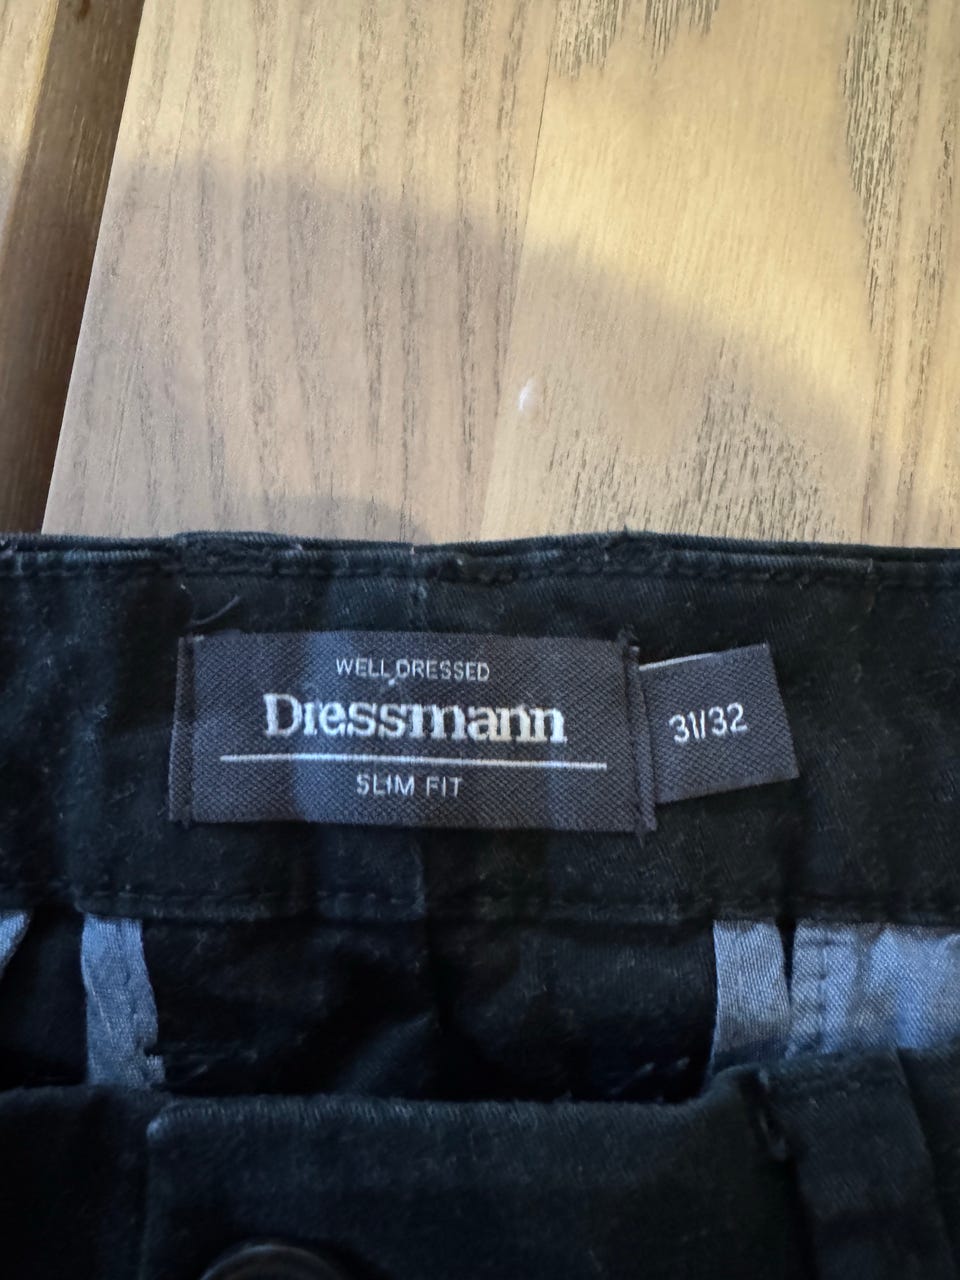 WELL DRESSED
Dressmann
SLIM FIT
31/32